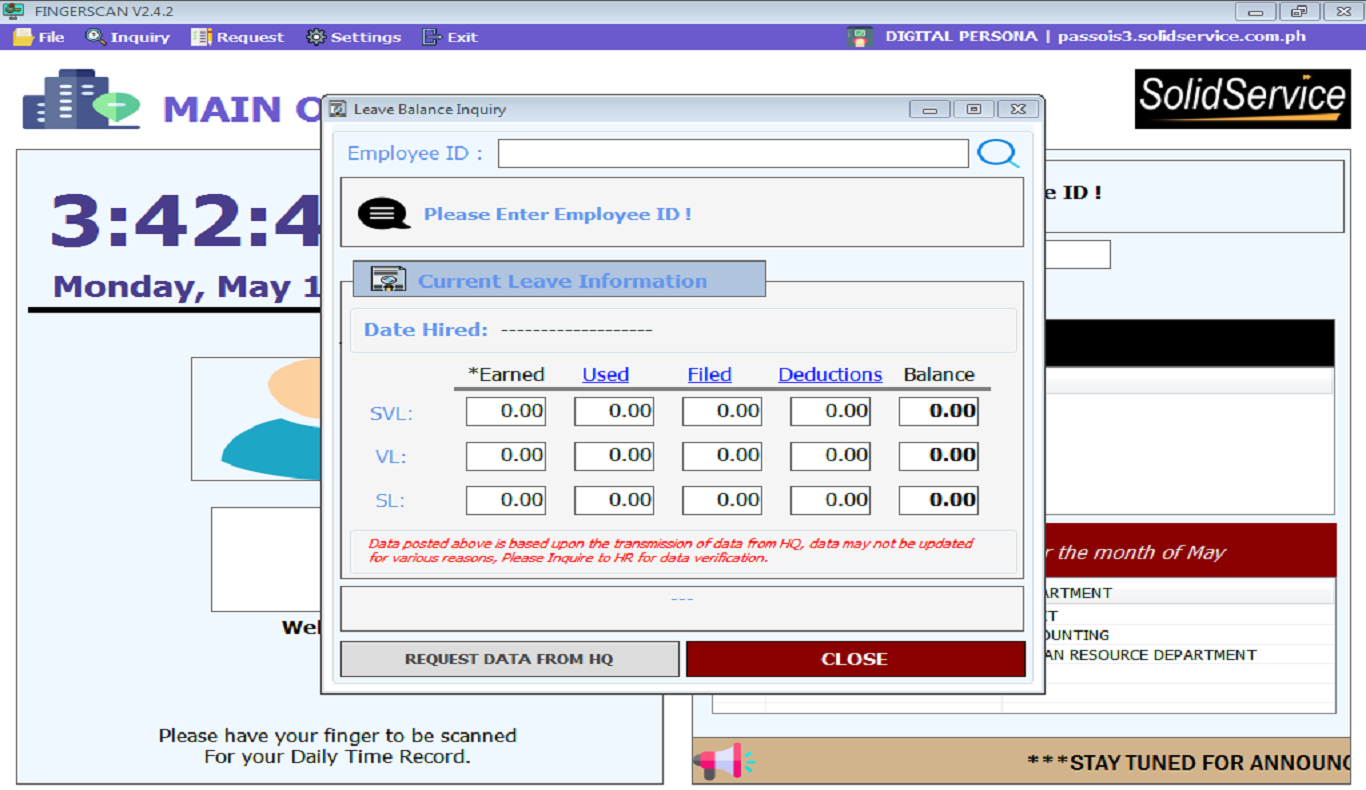 FINGERSCAN V2.4.2
File Inquiry Request Settings Exit
DIGITAL PERSONA | passois3.solidservice.com.ph
MAIN O
SolidService
3:42:4
Monday, May 1
Wel
Please have your finger to be scanned
For your Daily Time Record.
Leave Balance Inquiry
Employee ID :
Please Enter Employee ID !
Current Leave Information
Date Hired: -------------------
*Earned Used Filed Deductions Balance
SVL: 0.00 0.00 0.00 0.00 0.00
VL: 0.00 0.00 0.00 0.00 0.00
SL: 0.00 0.00 0.00 0.00 0.00
Data posted above is based upon the transmission of data from HQ, data may not be updated
for various reasons, Please Inquire to HR for data verification.
---
REQUEST DATA FROM HQ CLOSE
e ID !
r the month of May
ARTMENT
T
OUNTING
AN RESOURCE DEPARTMENT
***STAY TUNED FOR ANNOUNC